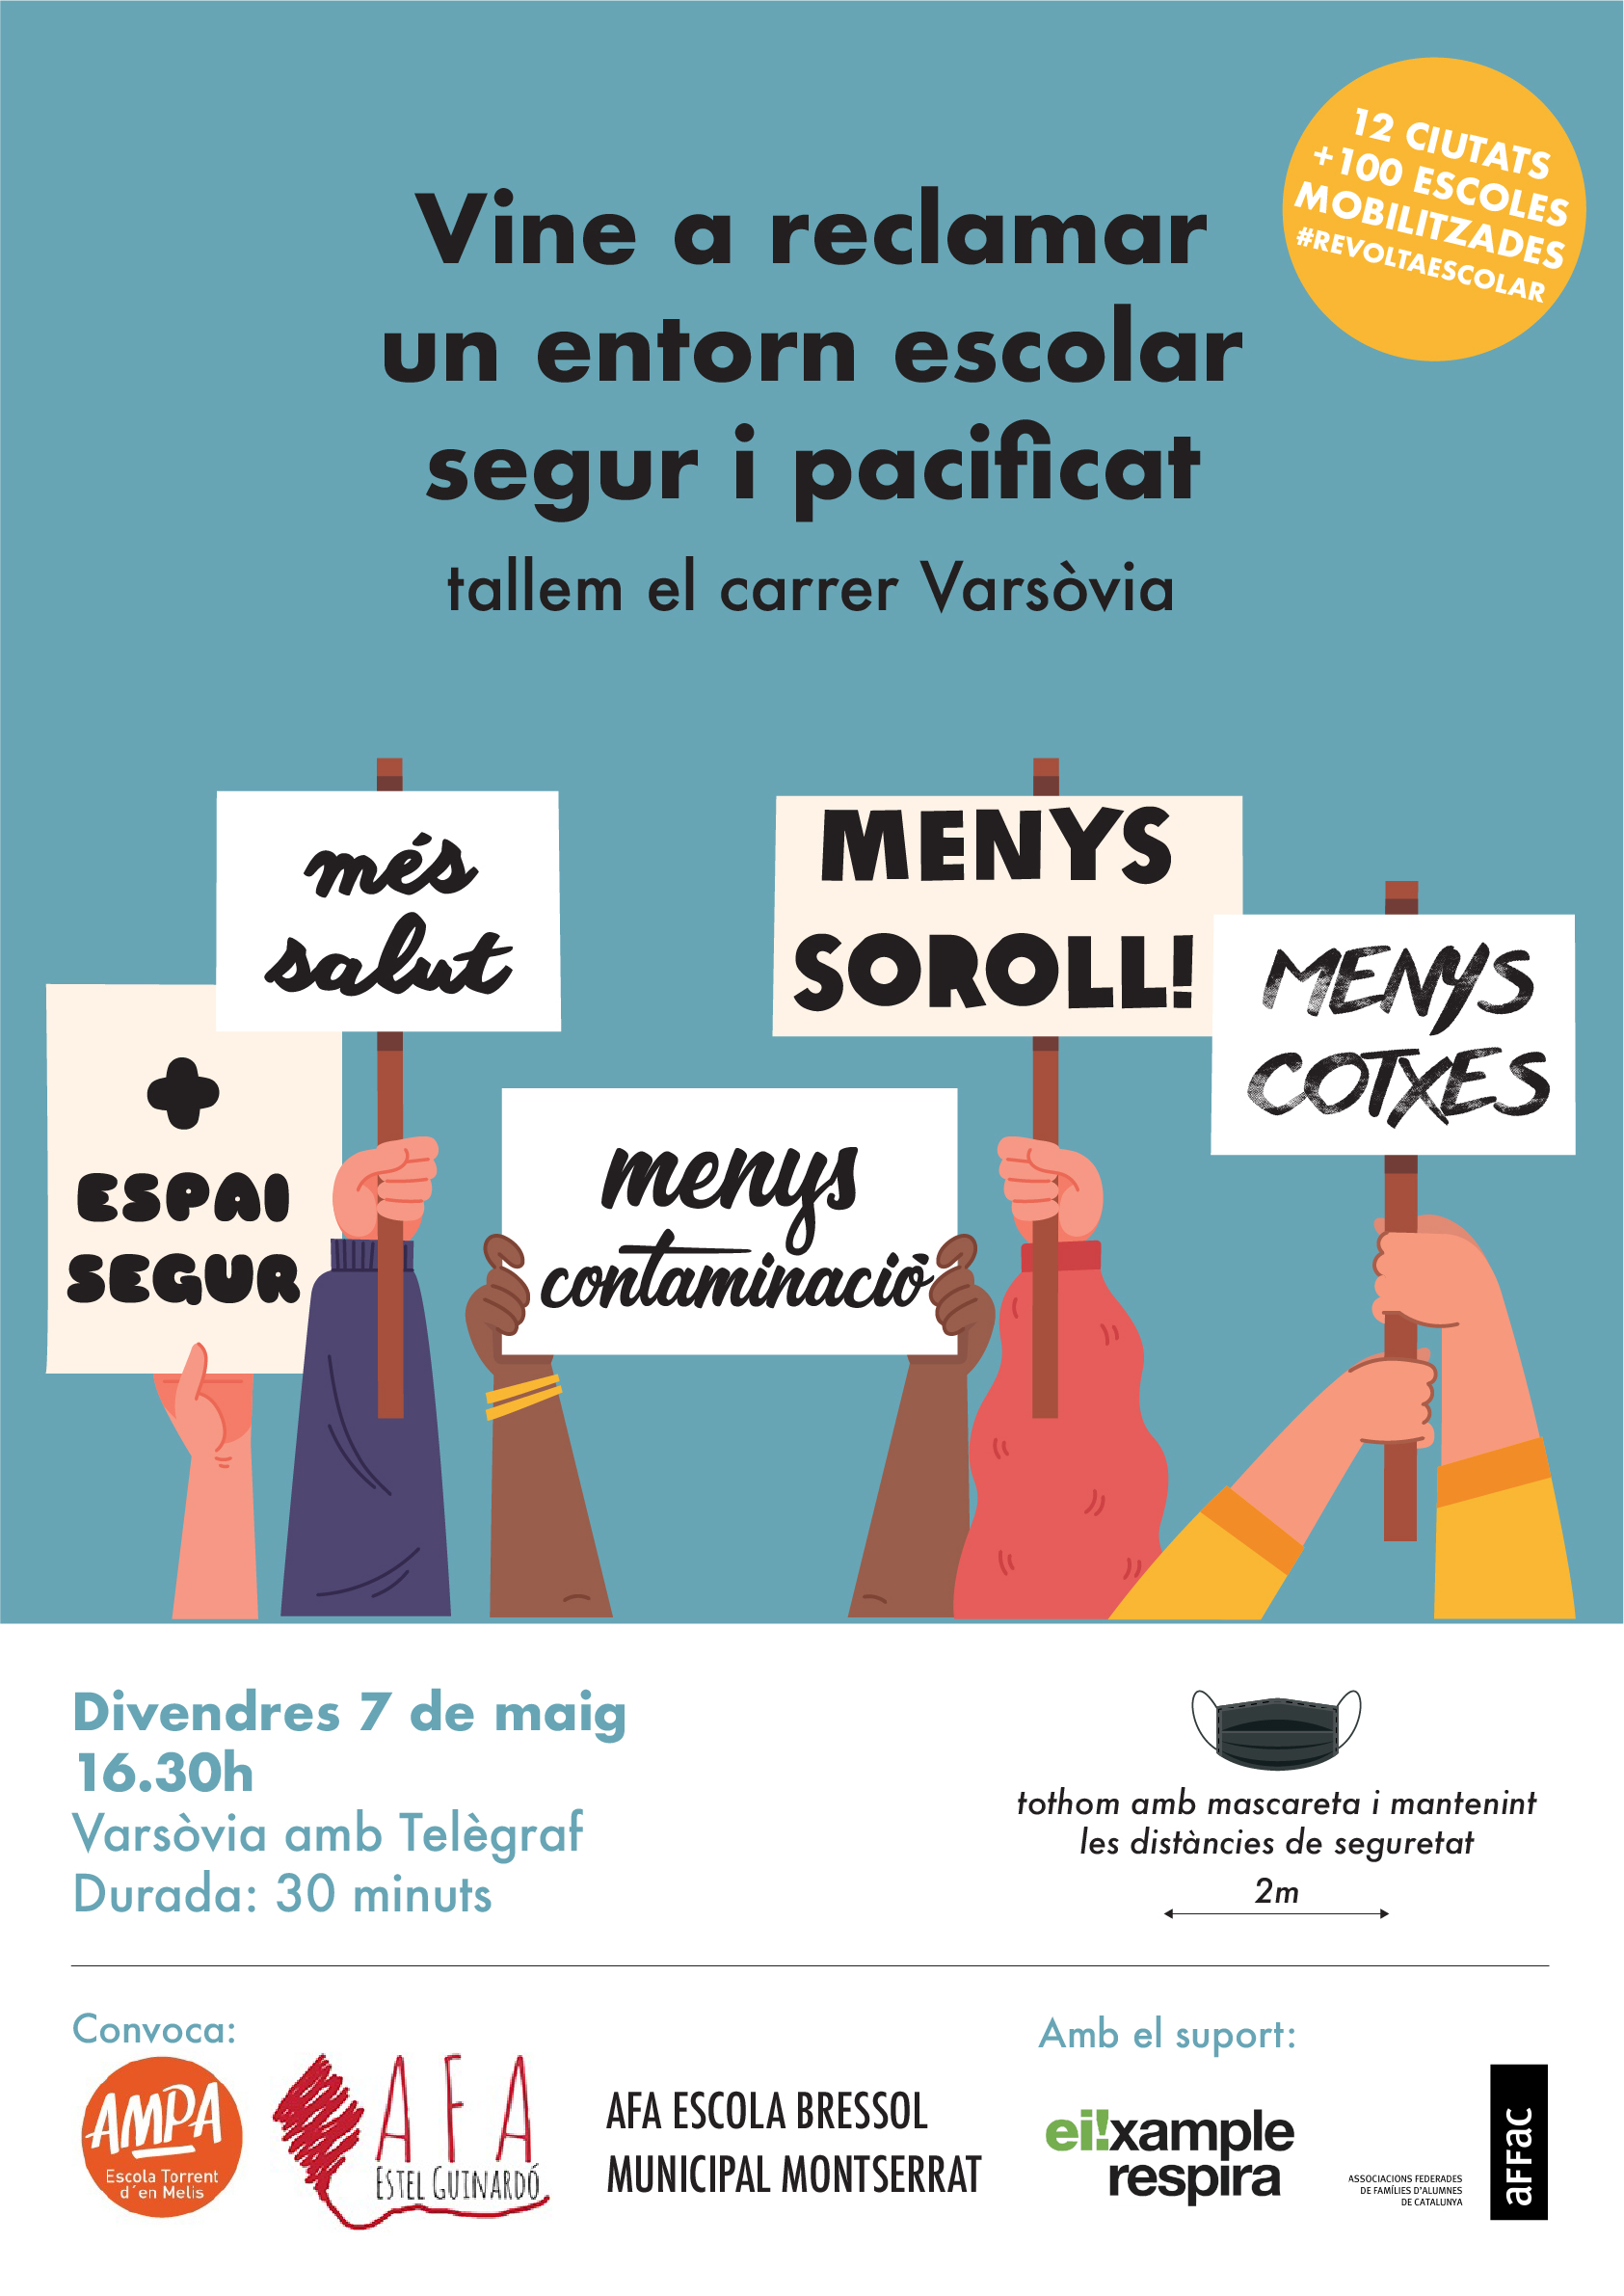 12 CIUTATS
+100 ESCOLES
MOBILITZADES
#REVOLTAESCOLAR
Vine a reclamar
un entorn escolar
segur i pacificat
tallem el carrer Varsòvia
més
salut
MENYS
SOROLL!
MENYS
COTXES
+
ESPAI
SEGUR
menys
contaminació
Divendres 7 de maig
16.30h
Varsòvia amb Telègraf
Durada: 30 minuts
tothom amb mascareta i mantenint
les distàncies de seguretat
2m
Convoca:
AMPA
Escola Torrent
d'en Melis
AFA
ESTEL GUINARDÓ
AFA ESCOLA BRESSOL
MUNICIPAL MONTSERRAT
Amb el suport:
ei!xample
respira
ASSOCIACIONS FEDERADES
DE FAMÍLIES D'ALUMNES
DE CATALUNYA
aFFaC